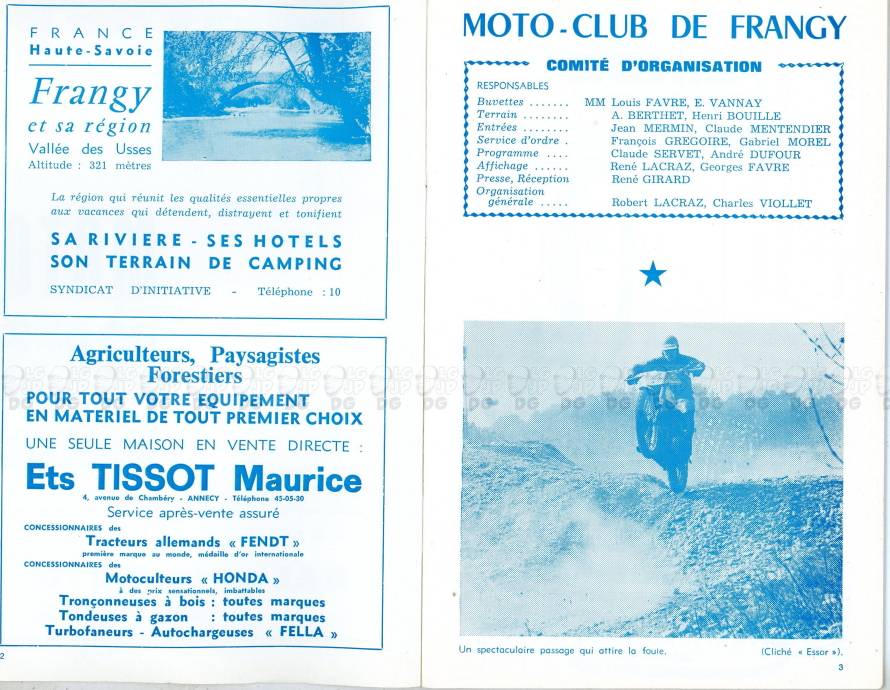 FRANCE
Haute-Savoie
Frangy
et sa région
Vallée des Usses
Altitude : 321 mètres
La région qui réunit les qualités essentielles propres
aux vacances qui détendent, distrayent et tonifient
SA RIVIERE - SES HOTELS
SON TERRAIN DE CAMPING
SYNDICAT D'INITIATIVE - Téléphone : 10
Agriculteurs, Paysagistes
Forestiers
POUR TOUT VOTRE EQUIPEMENT
EN MATERIEL DE TOUT PREMIER CHOIX
UNE SEULE MAISON EN VENTE DIRECTE :
Ets TISSOT Maurice
4, avenue de Chambéry - ANNECY - Téléphone 45-05-30
Service après-vente assuré
CONCESSIONNAIRES des
Tracteurs allemands « FENDT »
première marque au monde, médaille d'or internationale
CONCESSIONNAIRES des
Motoculteurs « HONDA »
à des prix sensationnels, imbattables
Tronçonneuses à bois : toutes marques
Tondeuses à gazon : toutes marques
Turbofaneurs - Autochargeuses « FELLA »
2
MOTO-CLUB DE FRANGY
COMITÉ D'ORGANISATION
RESPONSABLES
Buvettes ....... MM Louis FAVRE, E. VANNAY
Terrain ........ A. BERTHET, Henri BOUILLE
Entrées ........ Jean MERMIN, Claude MENTENDIER
Service d'ordre . François GREGOIRE, Gabriel MOREL
Programme .... Claude SERVET, André DUFOUR
Affichage ...... René LACRAZ, Georges FAVRE
Presse, Réception René GIRARD
Organisation
générale ..... Robert LACRAZ, Charles VIOLLET
Un spectaculaire passage qui attire la foule. (Cliché « Essor »).
3